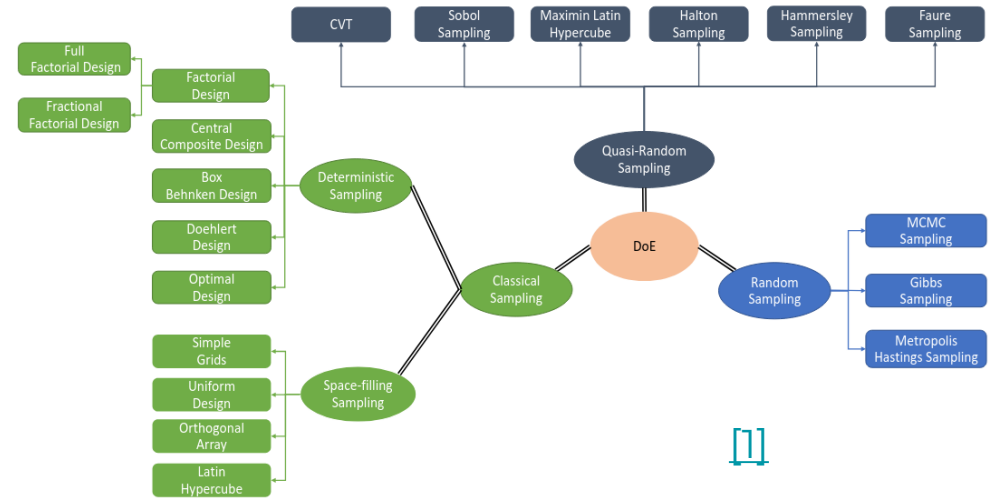 CVT
Sobol
Sampling
Maximin Latin
Hypercube
Halton
Sampling
Hammersley
Sampling
Faure
Sampling
Full
Factorial Design
Fractional
Factorial Design
Factorial
Design
Central
Composite Design
Box
Behnken Design
Doehlert
Design
Optimal
Design
Deterministic
Sampling
Quasi-Random
Sampling
DoE
Classical
Sampling
Random
Sampling
MCMC
Sampling
Gibbs
Sampling
Metropolis
Hastings Sampling
Simple
Grids
Uniform
Design
Orthogonal
Array
Latin
Hypercube
Space-filling
Sampling
[1]